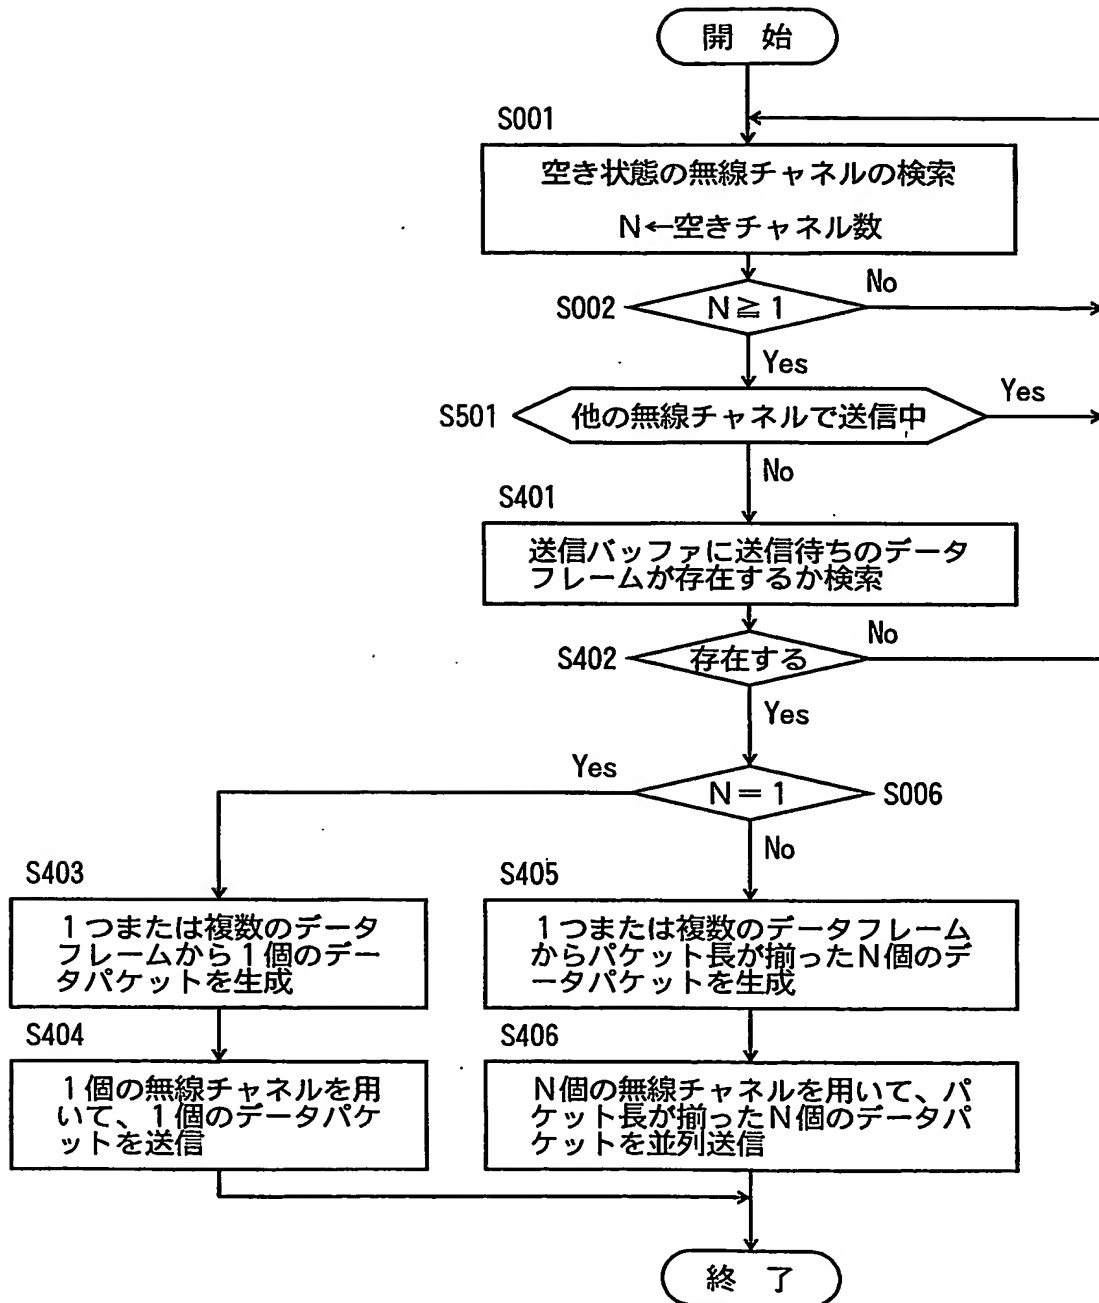 開 始
S001
空き状態の無線チャネルの検索
N←空きチャネル数
No
S002
N≧1
Yes
Yes
S501
他の無線チャネルで送信中
No
S401
送信バッファに送信待ちのデータ
フレームが存在するか検索
No
S402
存在する
Yes
Yes
N=1
S006
No
S403
1つまたは複数のデータ
フレームから1個のデー
タパケットを生成
S405
1つまたは複数のデータフレーム
からパケット長が揃ったN個のデ
ータパケットを生成
S404
1個の無線チャネルを用
いて、1個のデータパケ
ットを送信
S406
N個の無線チャネルを用いて、パ
ケット長が揃ったN個のデータパ
ケットを並列送信
終 了